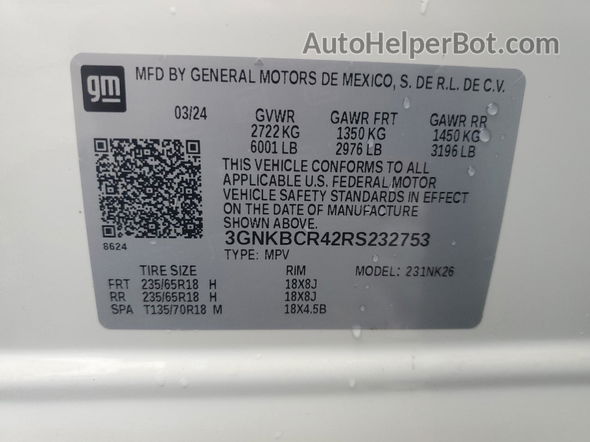 AutoHelperBot.com
gm MFD BY GENERAL MOTORS DE MEXICO, S. DE R.L. DE C.V.
03/24 GVWR GAWR FRT GAWR RR
2722 KG 1350 KG 1450 KG
6001 LB 2976 LB 3196 LB
THIS VEHICLE CONFORMS TO ALL
APPLICABLE U.S. FEDERAL MOTOR
VEHICLE SAFETY STANDARDS IN EFFECT
ON THE DATE OF MANUFACTURE
8624 3GNKBCR42RS232753
TYPE: MPV MODEL: 231NK26
TIRE SIZE RIM
FRT 235/65R18 H 18X8J
RR 235/65R18 H 18X8J
SPA T135/70R18 M 18X4.5B